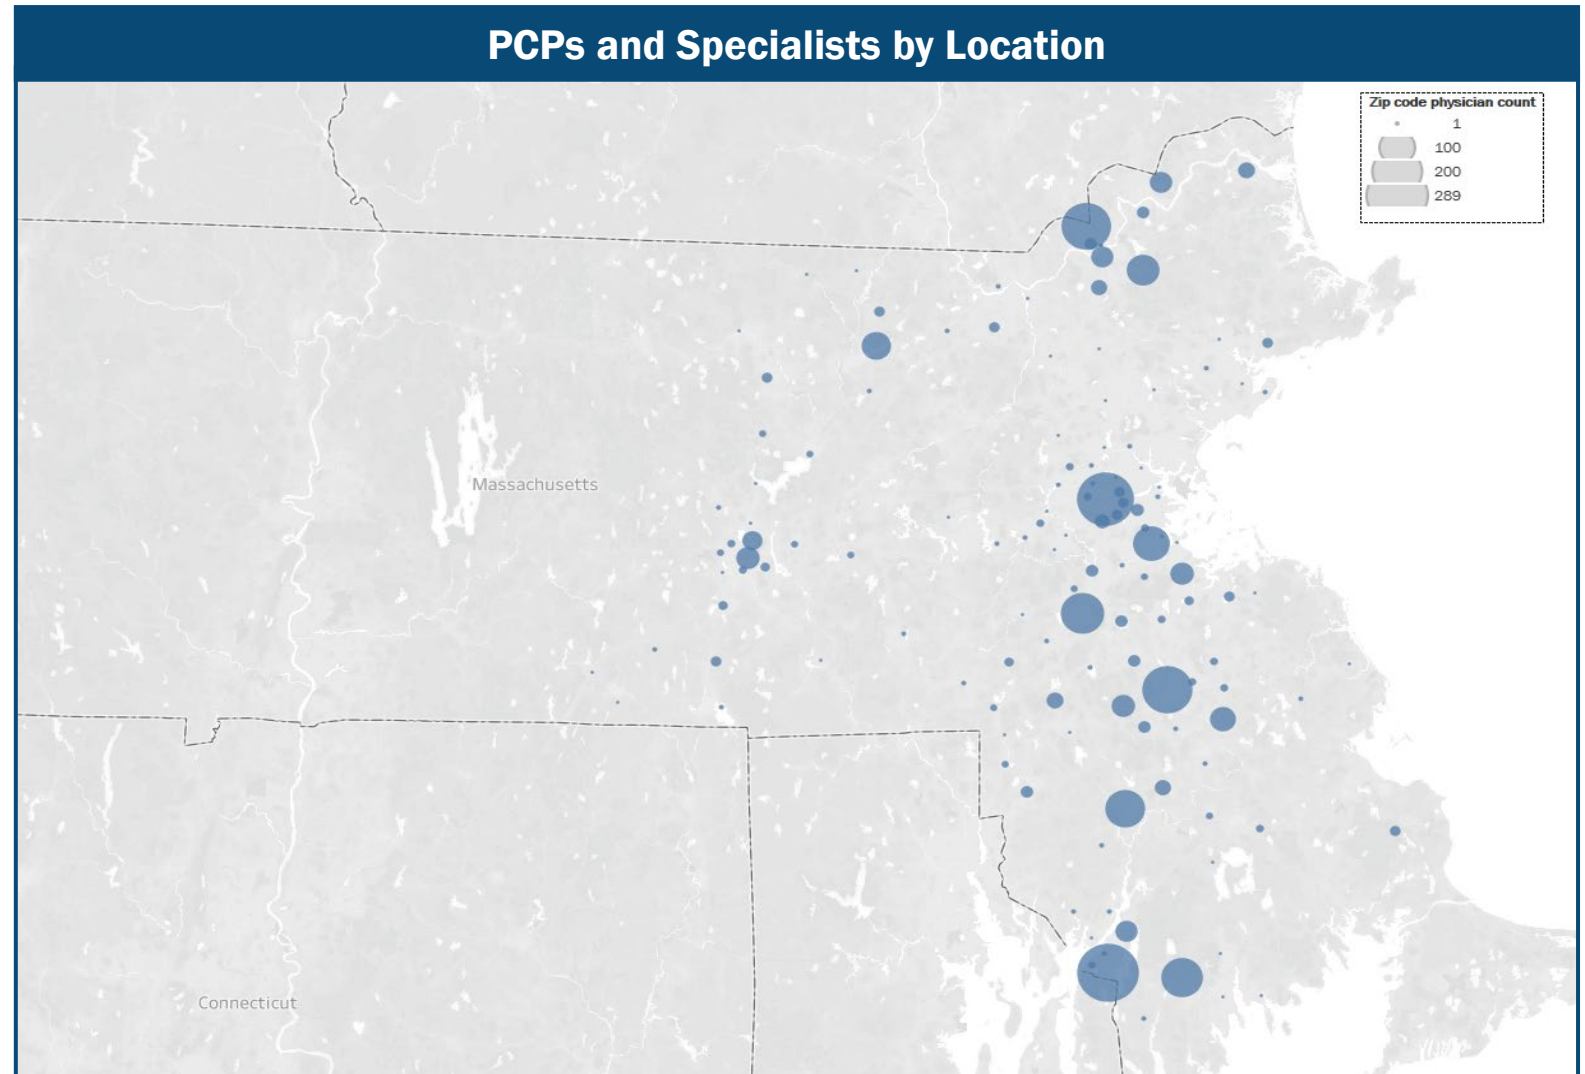 PCPs and Specialists by Location
Zip code physician count
1
100
200
289
Massachusetts
Connecticut